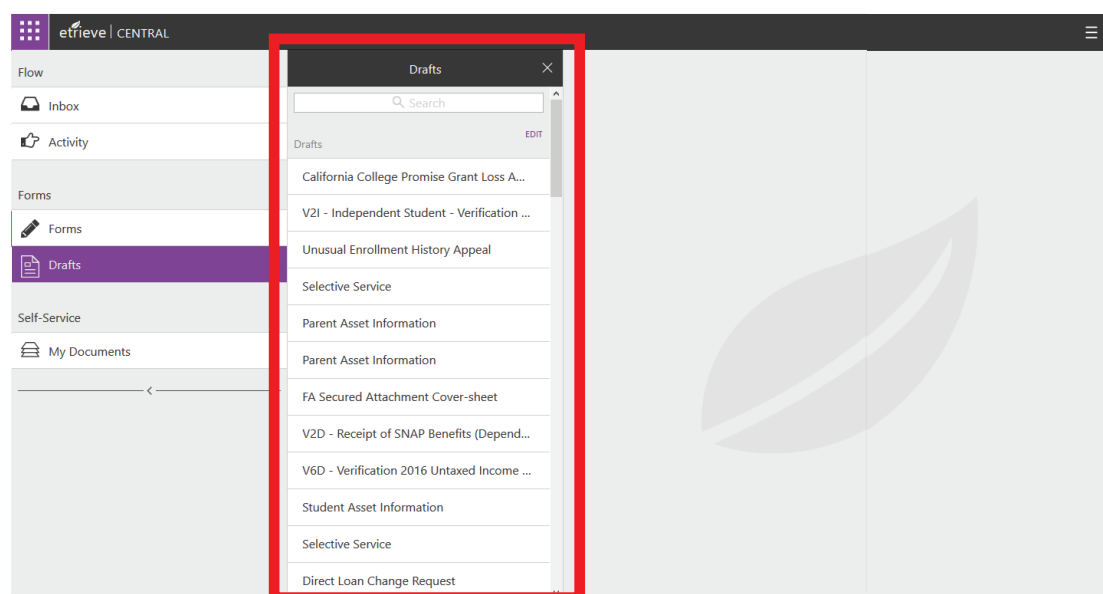 etrieve | CENTRAL
Flow
Inbox
Activity
Forms
Forms
Drafts
Self-Service
My Documents
Drafts
Search
EDIT
Drafts
California College Promise Grant Loss A...
V2I - Independent Student - Verification ...
Unusual Enrollment History Appeal
Selective Service
Parent Asset Information
Parent Asset Information
FA Secured Attachment Cover-sheet
V2D - Receipt of SNAP Benefits (Depend...
V6D - Verification 2016 Untaxed Income ...
Student Asset Information
Selective Service
Direct Loan Change Request